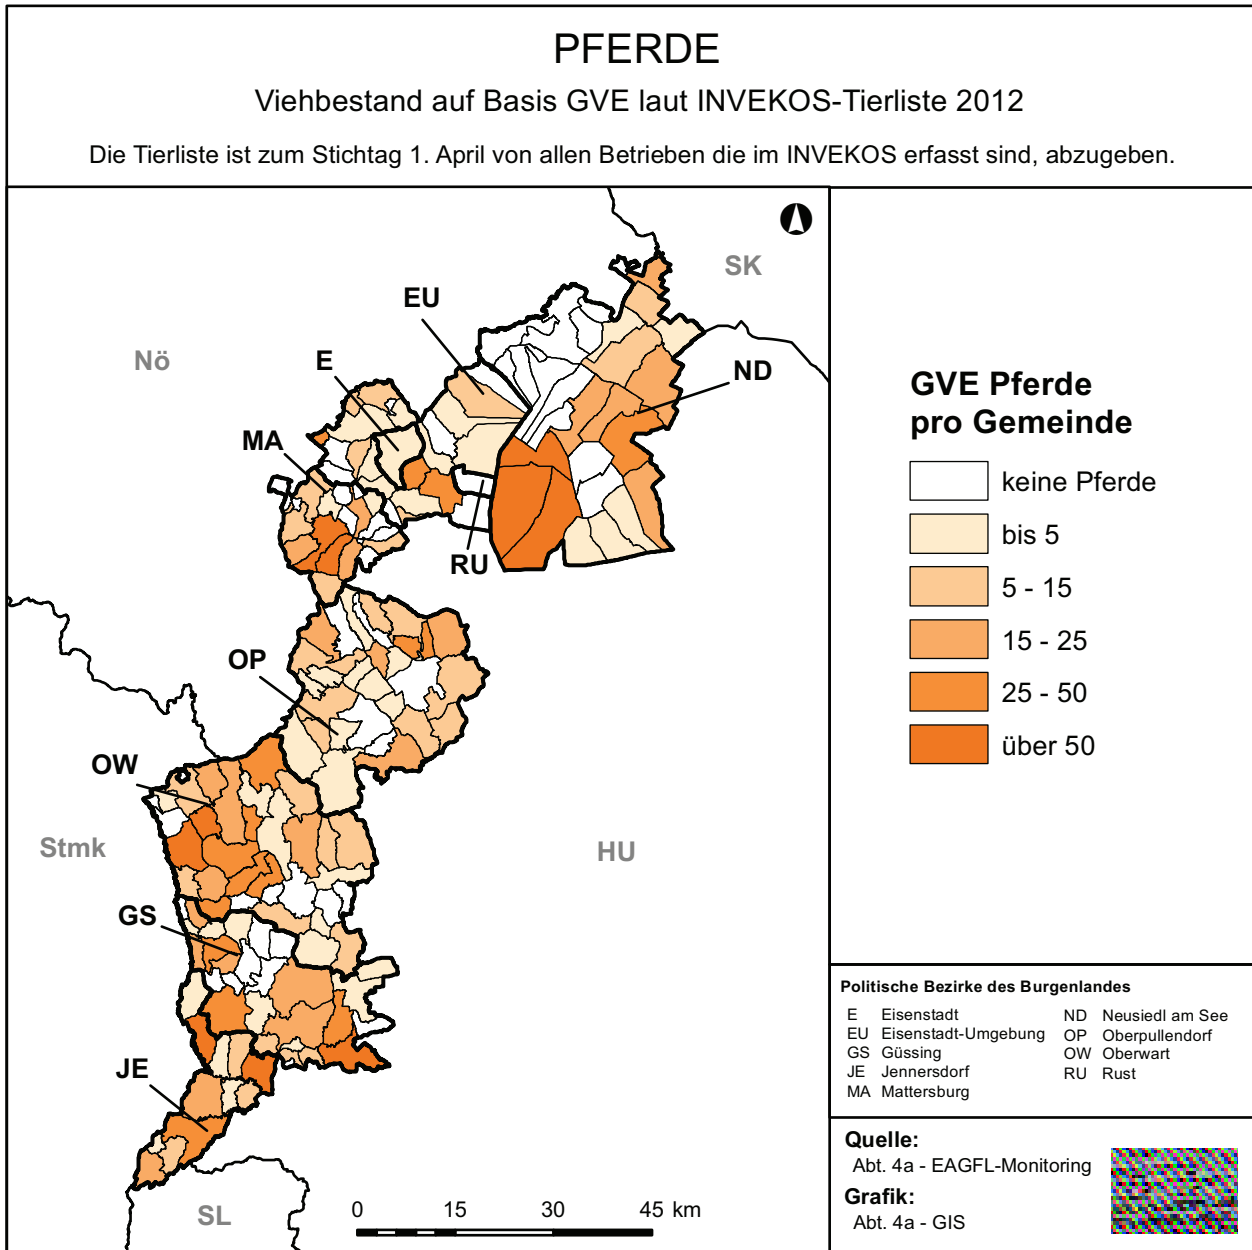 PFERDE
Viehbestand auf Basis GVE laut INVEKOS-Tierliste 2012
Die Tierliste ist zum Stichtag 1. April von allen Betrieben die im INVEKOS erfasst sind, abzugeben.
SK
EU
Nö
E
ND
MA
RU
OP
OW
Stmk
HU
GS
JE
SL
0 15 30 45 km
GVE Pferde
pro Gemeinde
keine Pferde
bis 5
5 - 15
15 - 25
25 - 50
über 50
Politische Bezirke des Burgenlandes
E Eisenstadt
EU Eisenstadt-Umgebung
GS Güssing
JE Jennersdorf
MA Mattersburg
ND Neusiedl am See
OP Oberpullendorf
OW Oberwart
RU Rust
Quelle:
Abt. 4a - EAGFL-Monitoring
Grafik:
Abt. 4a - GIS